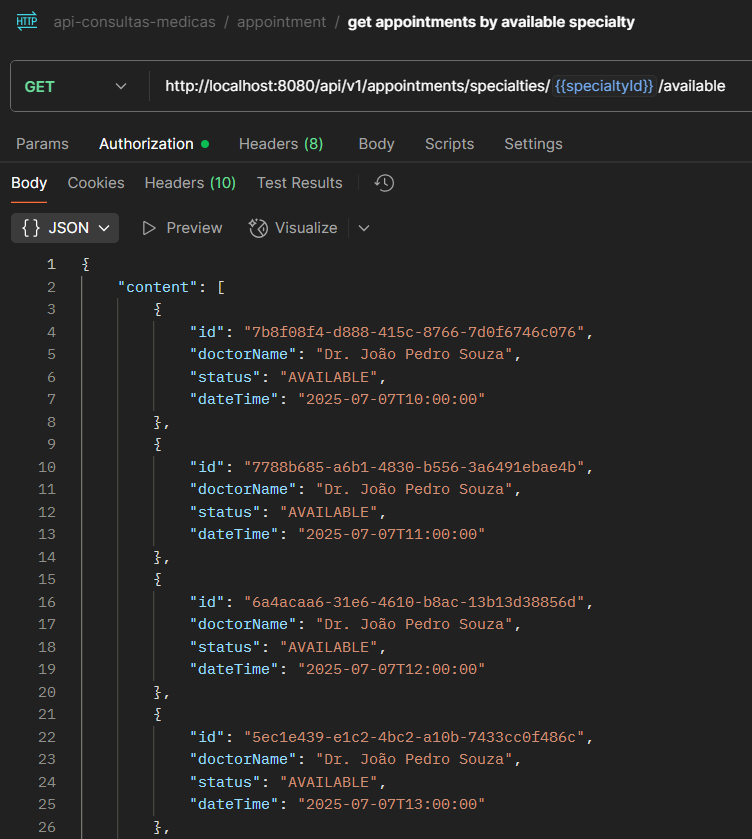 HTTP api-consultas-medicas / appointment / get appointments by available specialty
GET http://localhost:8080/api/v1/appointments/specialties/ {{specialtyId}} /available
Params Authorization Headers (8) Body Scripts Settings
Body Cookies Headers (10) Test Results
{} JSON Preview Visualize
1 {
2 "content": [
3 {
4 "id": "7b8f08f4-d888-415c-8766-7d0f6746c076",
5 "doctorName": "Dr. João Pedro Souza",
6 "status": "AVAILABLE",
7 "dateTime": "2025-07-07T10:00:00"
8 },
9 {
10 "id": "7788b685-a6b1-4830-b556-3a6491ebae4b",
11 "doctorName": "Dr. João Pedro Souza",
12 "status": "AVAILABLE",
13 "dateTime": "2025-07-07T11:00:00"
14 },
15 {
16 "id": "6a4acaa6-31e6-4610-b8ac-13b13d38856d",
17 "doctorName": "Dr. João Pedro Souza",
18 "status": "AVAILABLE",
19 "dateTime": "2025-07-07T12:00:00"
20 },
21 {
22 "id": "5ec1e439-e1c2-4bc2-a10b-7433cc0f486c",
23 "doctorName": "Dr. João Pedro Souza",
24 "status": "AVAILABLE",
25 "dateTime": "2025-07-07T13:00:00"
26 },